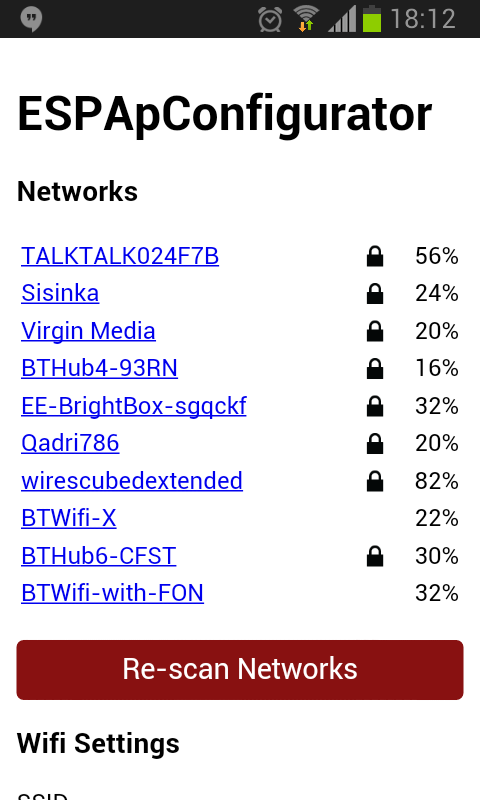 18:12
ESPApConfigurator
Networks
TALKTALK024F7B 56%
Sisinka 24%
Virgin Media 20%
BTHub4-93RN 16%
EE-BrightBox-sgqckf 32%
Qadri786 20%
wirescubedextended 82%
BTWifi-X 22%
BTHub6-CFST 30%
BTWifi-with-FON 32%
Re-scan Networks
Wifi Settings
SSID